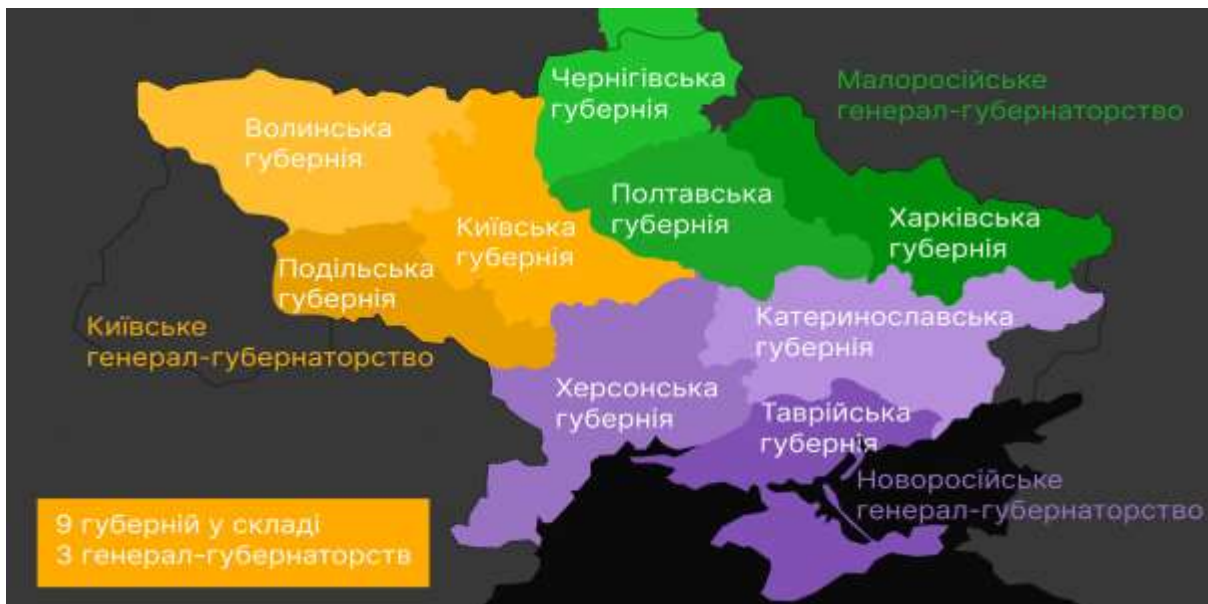 Чернігівська
губернія
Малоросійське
генерал-губернаторство
Волинська
губернія
Полтавська
губернія
Харківська
губернія
Київська
губернія
Подільська
губернія
Київське
генерал-губернаторство
Катеринославська
губернія
Херсонська
губернія
Таврійська
губернія
Новоросійське
генерал-губернаторство
9 губерній у складі
3 генерал-губернаторств